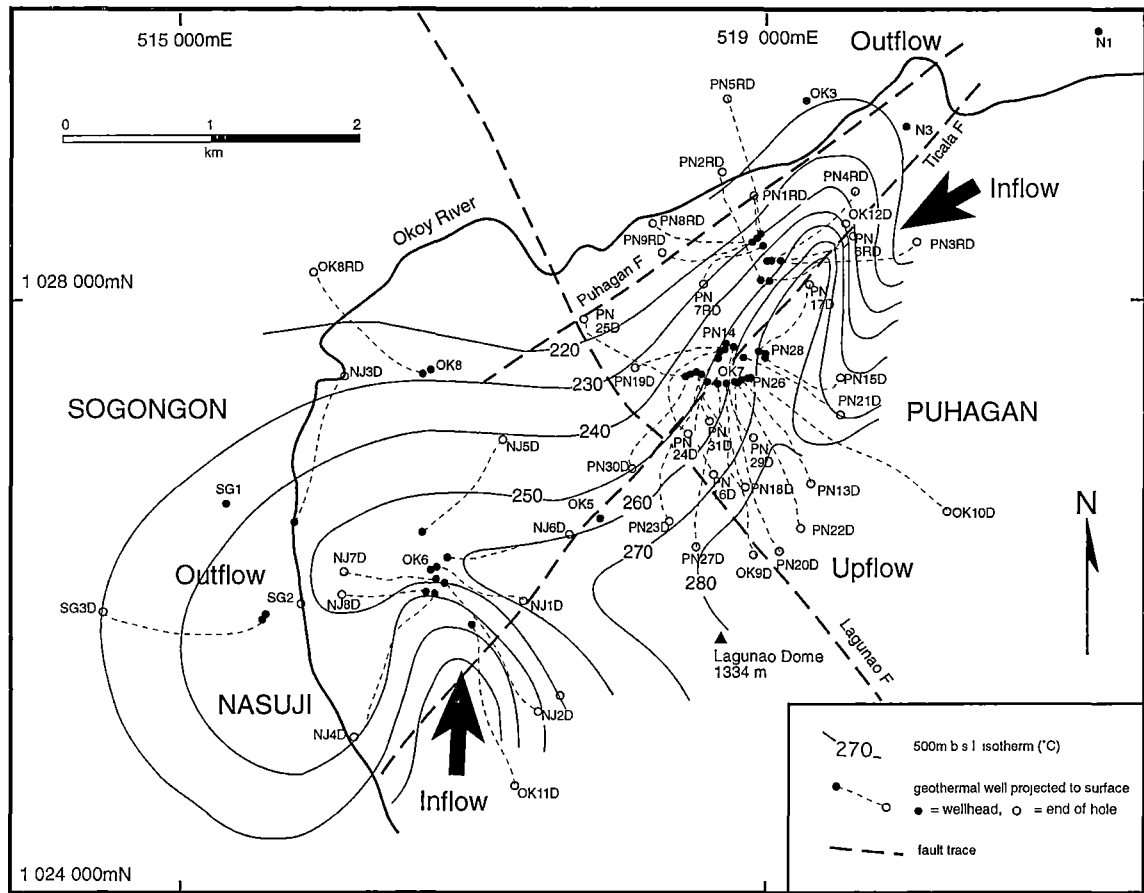 515 000mE
519 000mE
Outflow
N1
PN5RD
OK3
N3
0
1
2
km
Ticala F
PN2RD
PN4RD
Inflow
PN1RD
OK12D
Okoy River
PN8RD
PN
6RD
PN3RD
PN9RD
OK8RD
1 028 000mN
Puhagan F
PN
7RD
PN
17D
PN
25D
PN14
220
PN28
OK8
NJ3D
230
PN19D
OK7
PN26
PN15D
SOGONGON
PUHAGAN
PN21D
240
NJ5D
PN
24D
PN
31D
PN
29D
PN30D
250
PN
16D
PN18D
PN13D
SG1
OK5
260
OK10D
N
NJ6D
PN23D
PN22D
NJ7D
OK6
270
PN27D
OK9D
PN20D
Outflow
Upflow
SG3D
SG2
NJ8D
NJ1D
280
Lagunao Dome
1334 m
Lagunao F
NASUJI
NJ2D
NJ4D
Inflow
OK11D
270
500m b s l isotherm (°C)
geothermal well projected to surface
= wellhead, = end of hole
fault trace
1 024 000mN